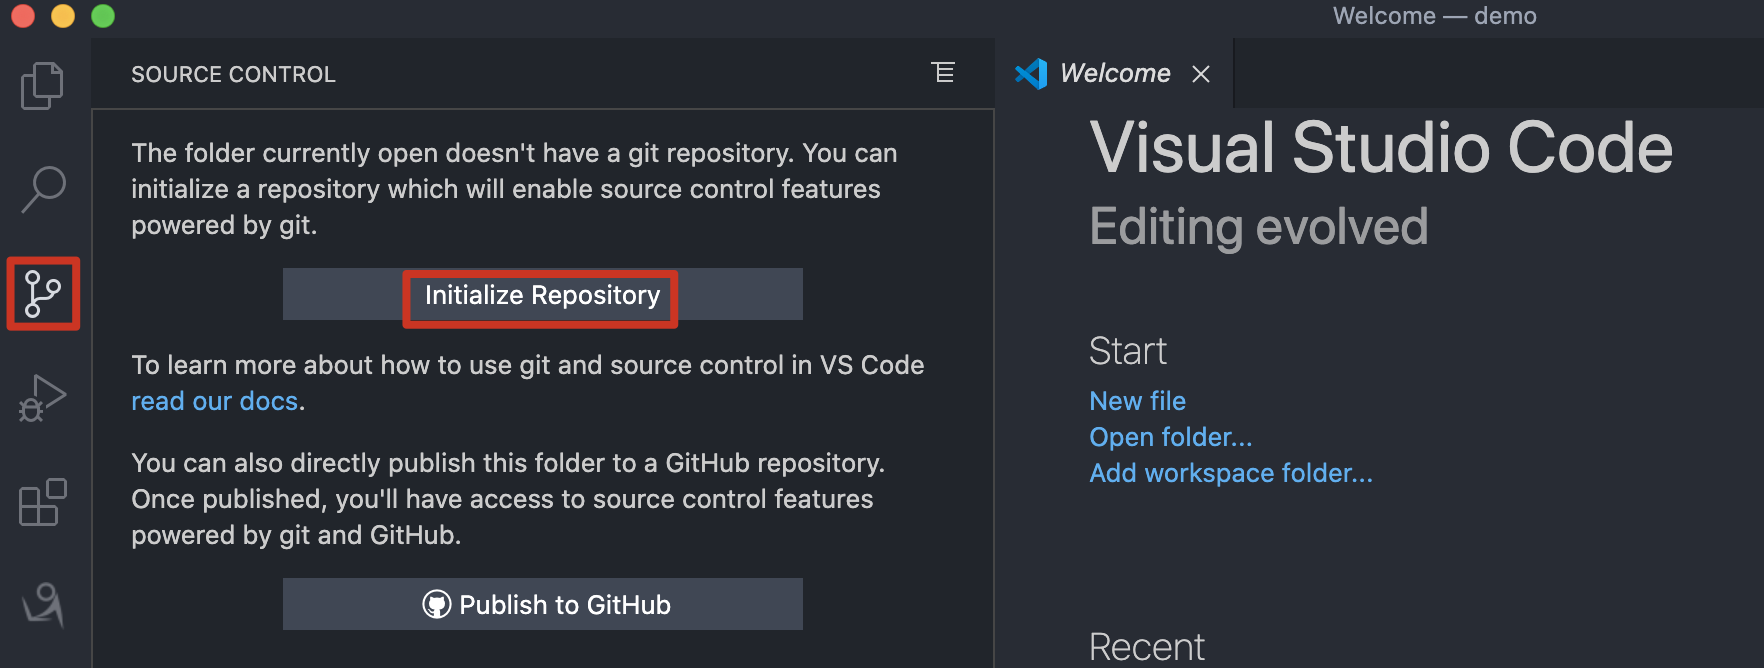 Welcome — demo
SOURCE CONTROL
The folder currently open doesn't have a git repository. You can
initialize a repository which will enable source control features
powered by git.
Initialize Repository
To learn more about how to use git and source control in VS Code
read our docs.
You can also directly publish this folder to a GitHub repository.
Once published, you'll have access to source control features
powered by git and GitHub.
Publish to GitHub
Welcome
Visual Studio Code
Editing evolved
Start
New file
Open folder...
Add workspace folder...
Recent